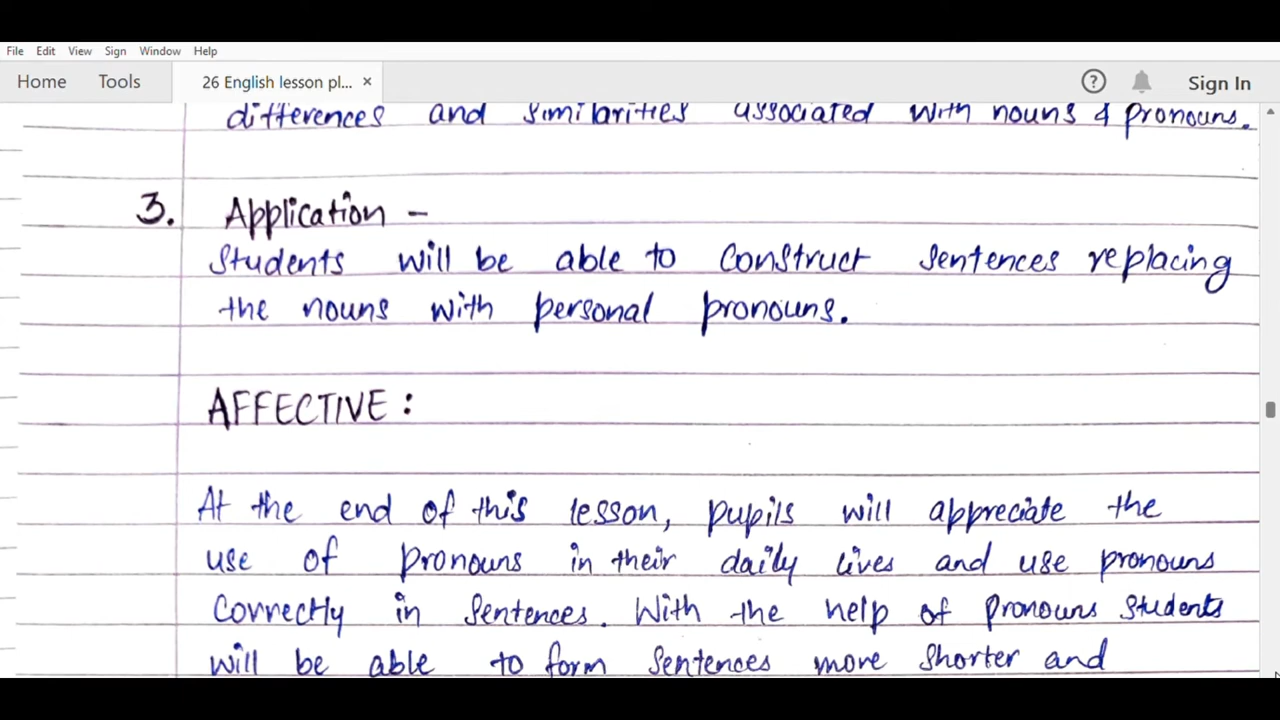 File Edit View Sign Window Help
Home Tools 26 English lesson pl... × ? Sign In
differences and similarities associated with nouns & pronouns.
3. Application -
Students will be able to construct sentences replacing
the nouns with personal pronouns.
AFFECTIVE :
At the end of this lesson, pupils will appreciate the
use of pronouns in their daily lives and use pronouns
correctly in sentences. With the help of pronouns students
will be able to form sentences more shorter and